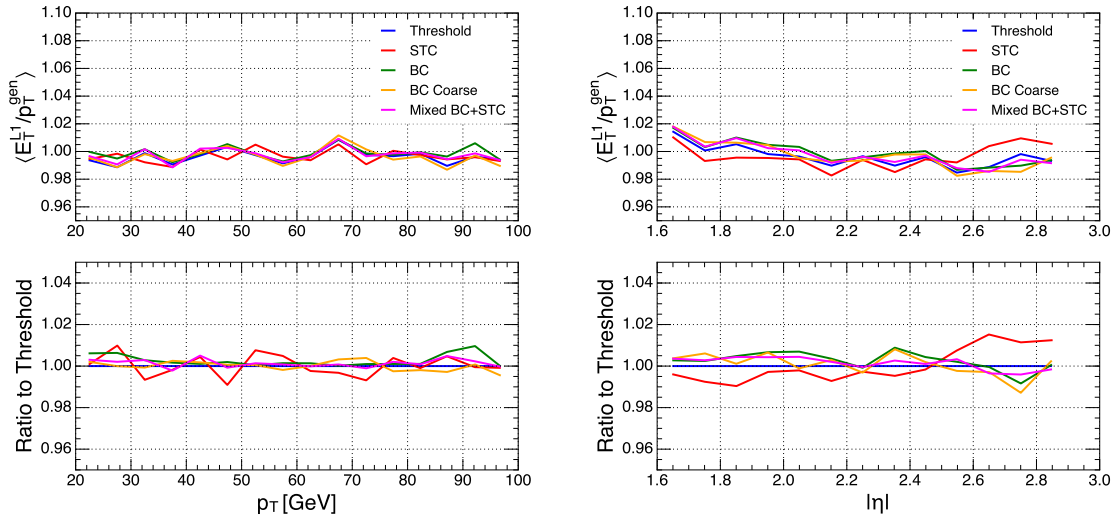 ⟨E_T^L1/p_T^gen⟩
1.10
1.08
1.06
1.04
1.02
1.00
0.98
0.96
Threshold
STC
BC
BC Coarse
Mixed BC+STC
20 30 40 50 60 70 80 90 100
⟨E_T^L1/p_T^gen⟩
1.10
1.08
1.06
1.04
1.02
1.00
0.98
0.96
Threshold
STC
BC
BC Coarse
Mixed BC+STC
1.6 1.8 2.0 2.2 2.4 2.6 2.8 3.0
Ratio to Threshold
1.04
1.02
1.00
0.98
0.96
20 30 40 50 60 70 80 90 100
p_T [GeV]
Ratio to Threshold
1.04
1.02
1.00
0.98
0.96
1.6 1.8 2.0 2.2 2.4 2.6 2.8 3.0
|η|